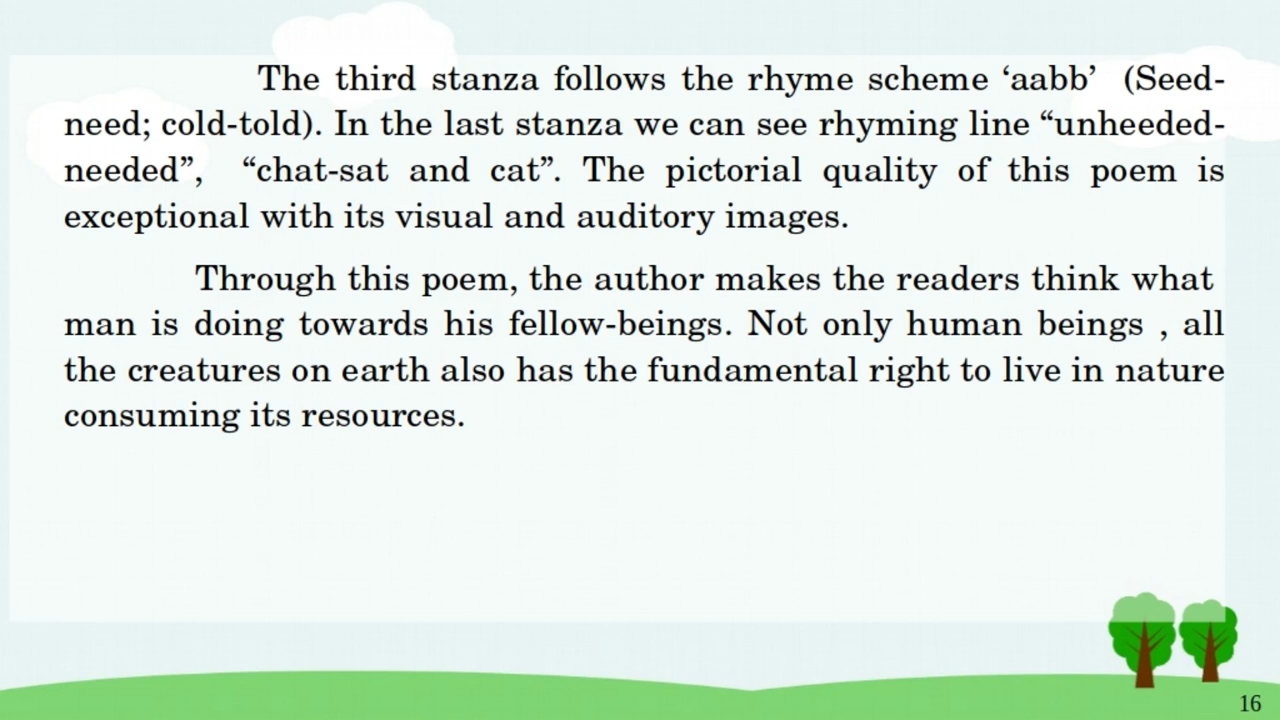 The third stanza follows the rhyme scheme ‘aabb’ (Seed-
need; cold-told). In the last stanza we can see rhyming line “unheeded-
needed”, “chat-sat and cat”. The pictorial quality of this poem is
exceptional with its visual and auditory images.
Through this poem, the author makes the readers think what
man is doing towards his fellow-beings. Not only human beings , all
the creatures on earth also has the fundamental right to live in nature
consuming its resources.
16